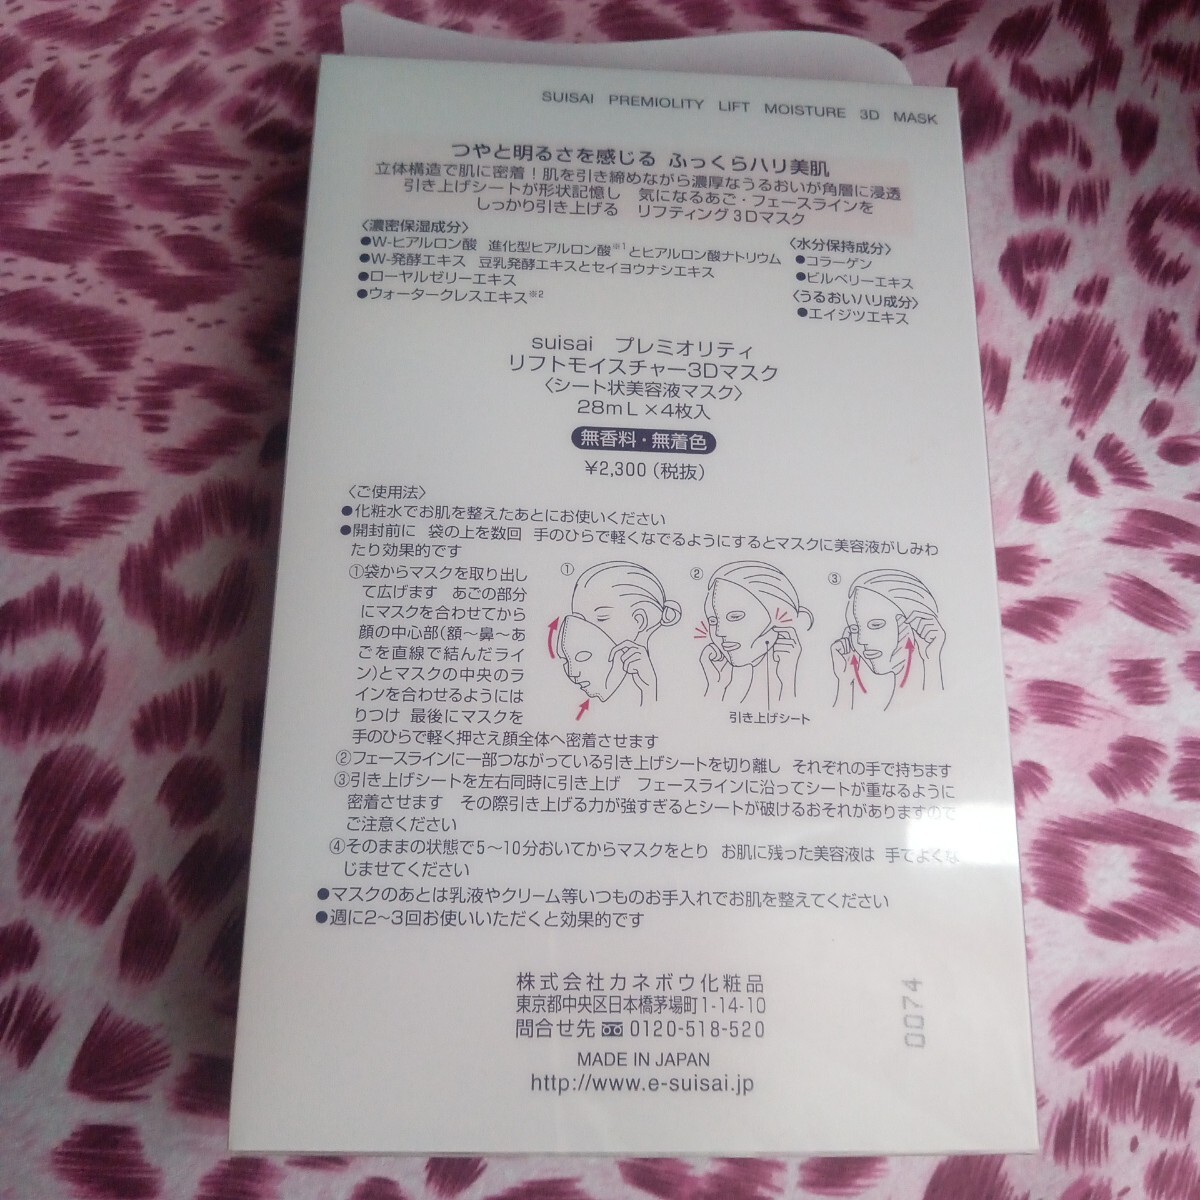 SUISAI PREMIOLITY LIFT MOISTURE 3D MASK
つやと明るさを感じる ふっくらハリ美肌
立体構造で肌に密着！肌を引き締めながら濃厚なうるおいが角層に浸透
引き上げシートが形状記憶し 気になるあご・フェースラインを
しっかり引き上げる リフティング3Dマスク
〈濃密保湿成分〉
●W-ヒアルロン酸 進化型ヒアルロン酸※1とヒアルロン酸ナトリウム
●W-発酵エキス 豆乳発酵エキスとセイヨウナシエキス
●ローヤルゼリーエキス
●ウォータークレスエキス※2
〈水分保持成分〉
●コラーゲン
●ビルベリーエキス
〈うるおいハリ成分〉
●エイジツエキス
suisai プレミオリティ
リフトモイスチャー3Dマスク
〈シート状美容液マスク〉
28mL×4枚入
無香料・無着色
¥2,300（税抜）
〈ご使用法〉
●化粧水でお肌を整えたあとにお使いください
●開封前に 袋の上を数回 手のひらで軽くなでるようにするとマスクに美容液がしみわ
たり効果的です
①袋からマスクを取り出し
て広げます あごの部分
にマスクを合わせてから
顔の中心部(額〜鼻〜あ
ごを直線で結んだライ
ン)とマスクの中央のラ
インを合わせるようには
りつけ 最後にマスクを
手のひらで軽く押さえ顔全体へ密着させます
① ② ③
引き上げシート
②フェースラインに一部つながっている引き上げシートを切り離し それぞれの手で持ちます
③引き上げシートを左右同時に引き上げ フェースラインに沿ってシートが重なるように
密着させます その際引き上げる力が強すぎるとシートが破けるおそれがありますので
ご注意ください
④そのままの状態で5〜10分おいてからマスクをとり お肌に残った美容液は 手でよくな
じませてください
●マスクのあとは乳液やクリーム等いつものお手入れでお肌を整えてください
●週に2〜3回お使いいただくと効果的です
株式会社カネボウ化粧品
東京都中央区日本橋茅場町1-14-10
問合せ先 0120-518-520
MADE IN JAPAN
http://www.e-suisai.jp
0074